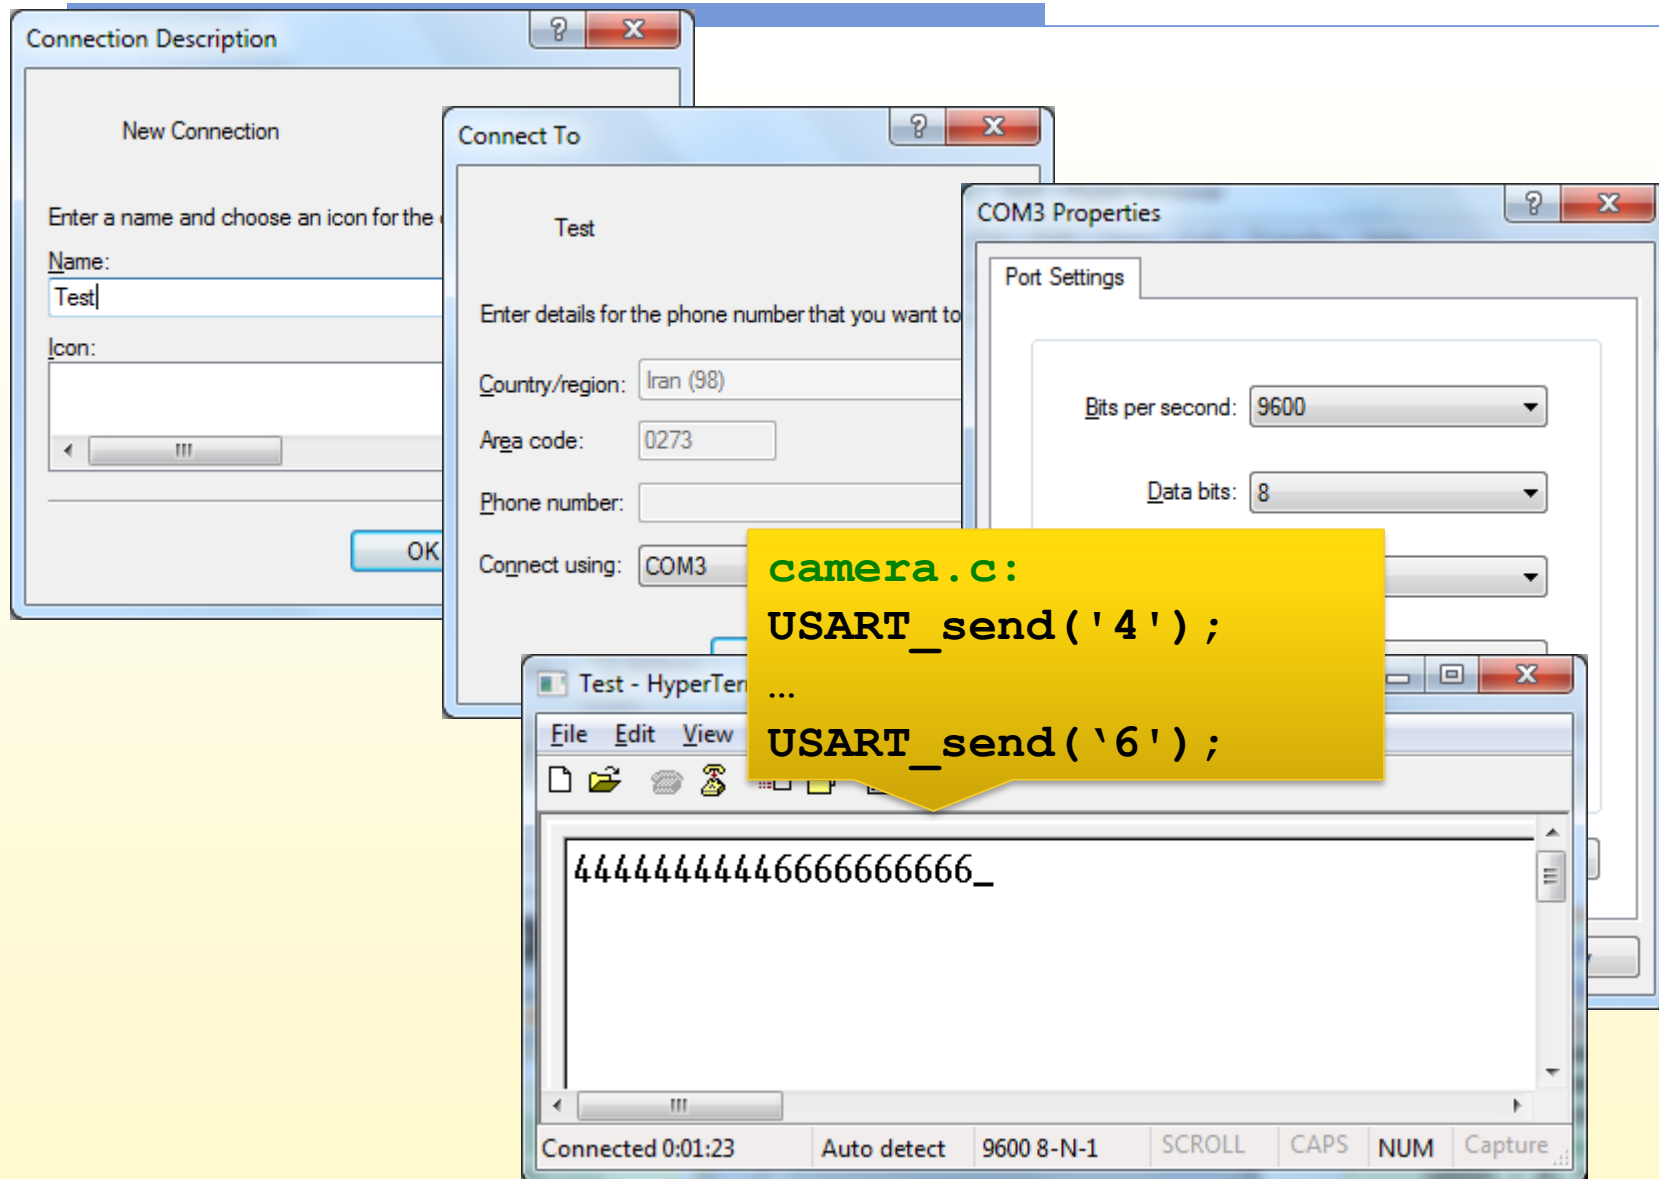 Connection Description
New Connection
Enter a name and choose an icon for the
Name:
Test
Icon:
OK
Connect To
Test
Enter details for the phone number that you want to
Country/region: Iran (98)
Area code: 0273
Phone number:
Connect using: COM3
COM3 Properties
Port Settings
Bits per second: 9600
Data bits: 8
camera.c:
USART_send('4');
...
USART_send(‘6');
Test - HyperTer
File Edit View
44444444446666666666_
Connected 0:01:23 Auto detect 9600 8-N-1 SCROLL CAPS NUM Capture